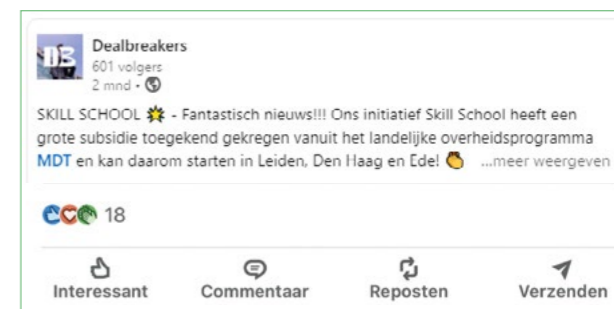 DB
Dealbreakers
601 volgers
2 mnd •
SKILL SCHOOL - Fantastisch nieuws!!! Ons initiatief Skill School heeft een
grote subsidie toegekend gekregen vanuit het landelijke overheidsprogramma
MDT en kan daarom starten in Leiden, Den Haag en Ede! ...meer weergeven
18
Interessant Commentaar Reposten Verzenden